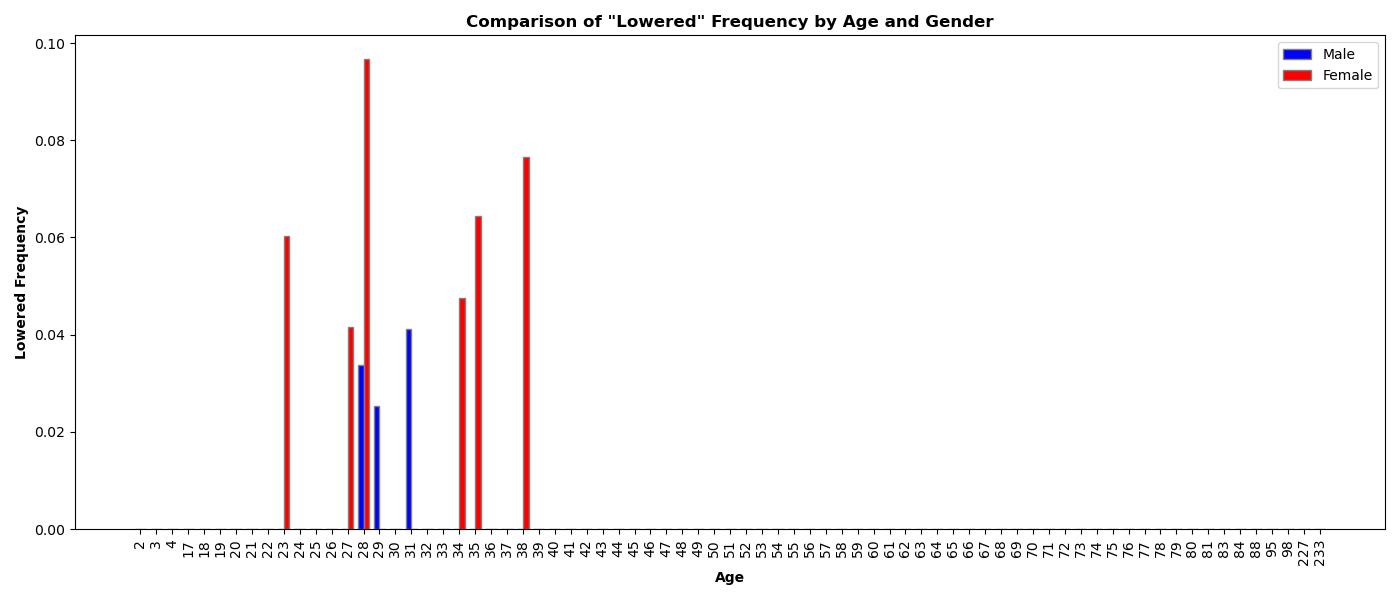 Comparison of "Lowered" Frequency by Age and Gender
Male
Female
Lowered Frequency
0.10
0.08
0.06
0.04
0.02
0.00
2 3 4 17 18 19 20 21 22 23 24 25 26 27 28 29 30 31 32 33 34 35 36 37 38 39 40 41 42 43 44 45 46 47 48 49 50 51 52 53 54 55 56 57 58 59 60 61 62 63 64 65 66 67 68 69 70 71 72 73 74 75 76 77 78 79 80 81 83 84 88 95 98 227 233
Age